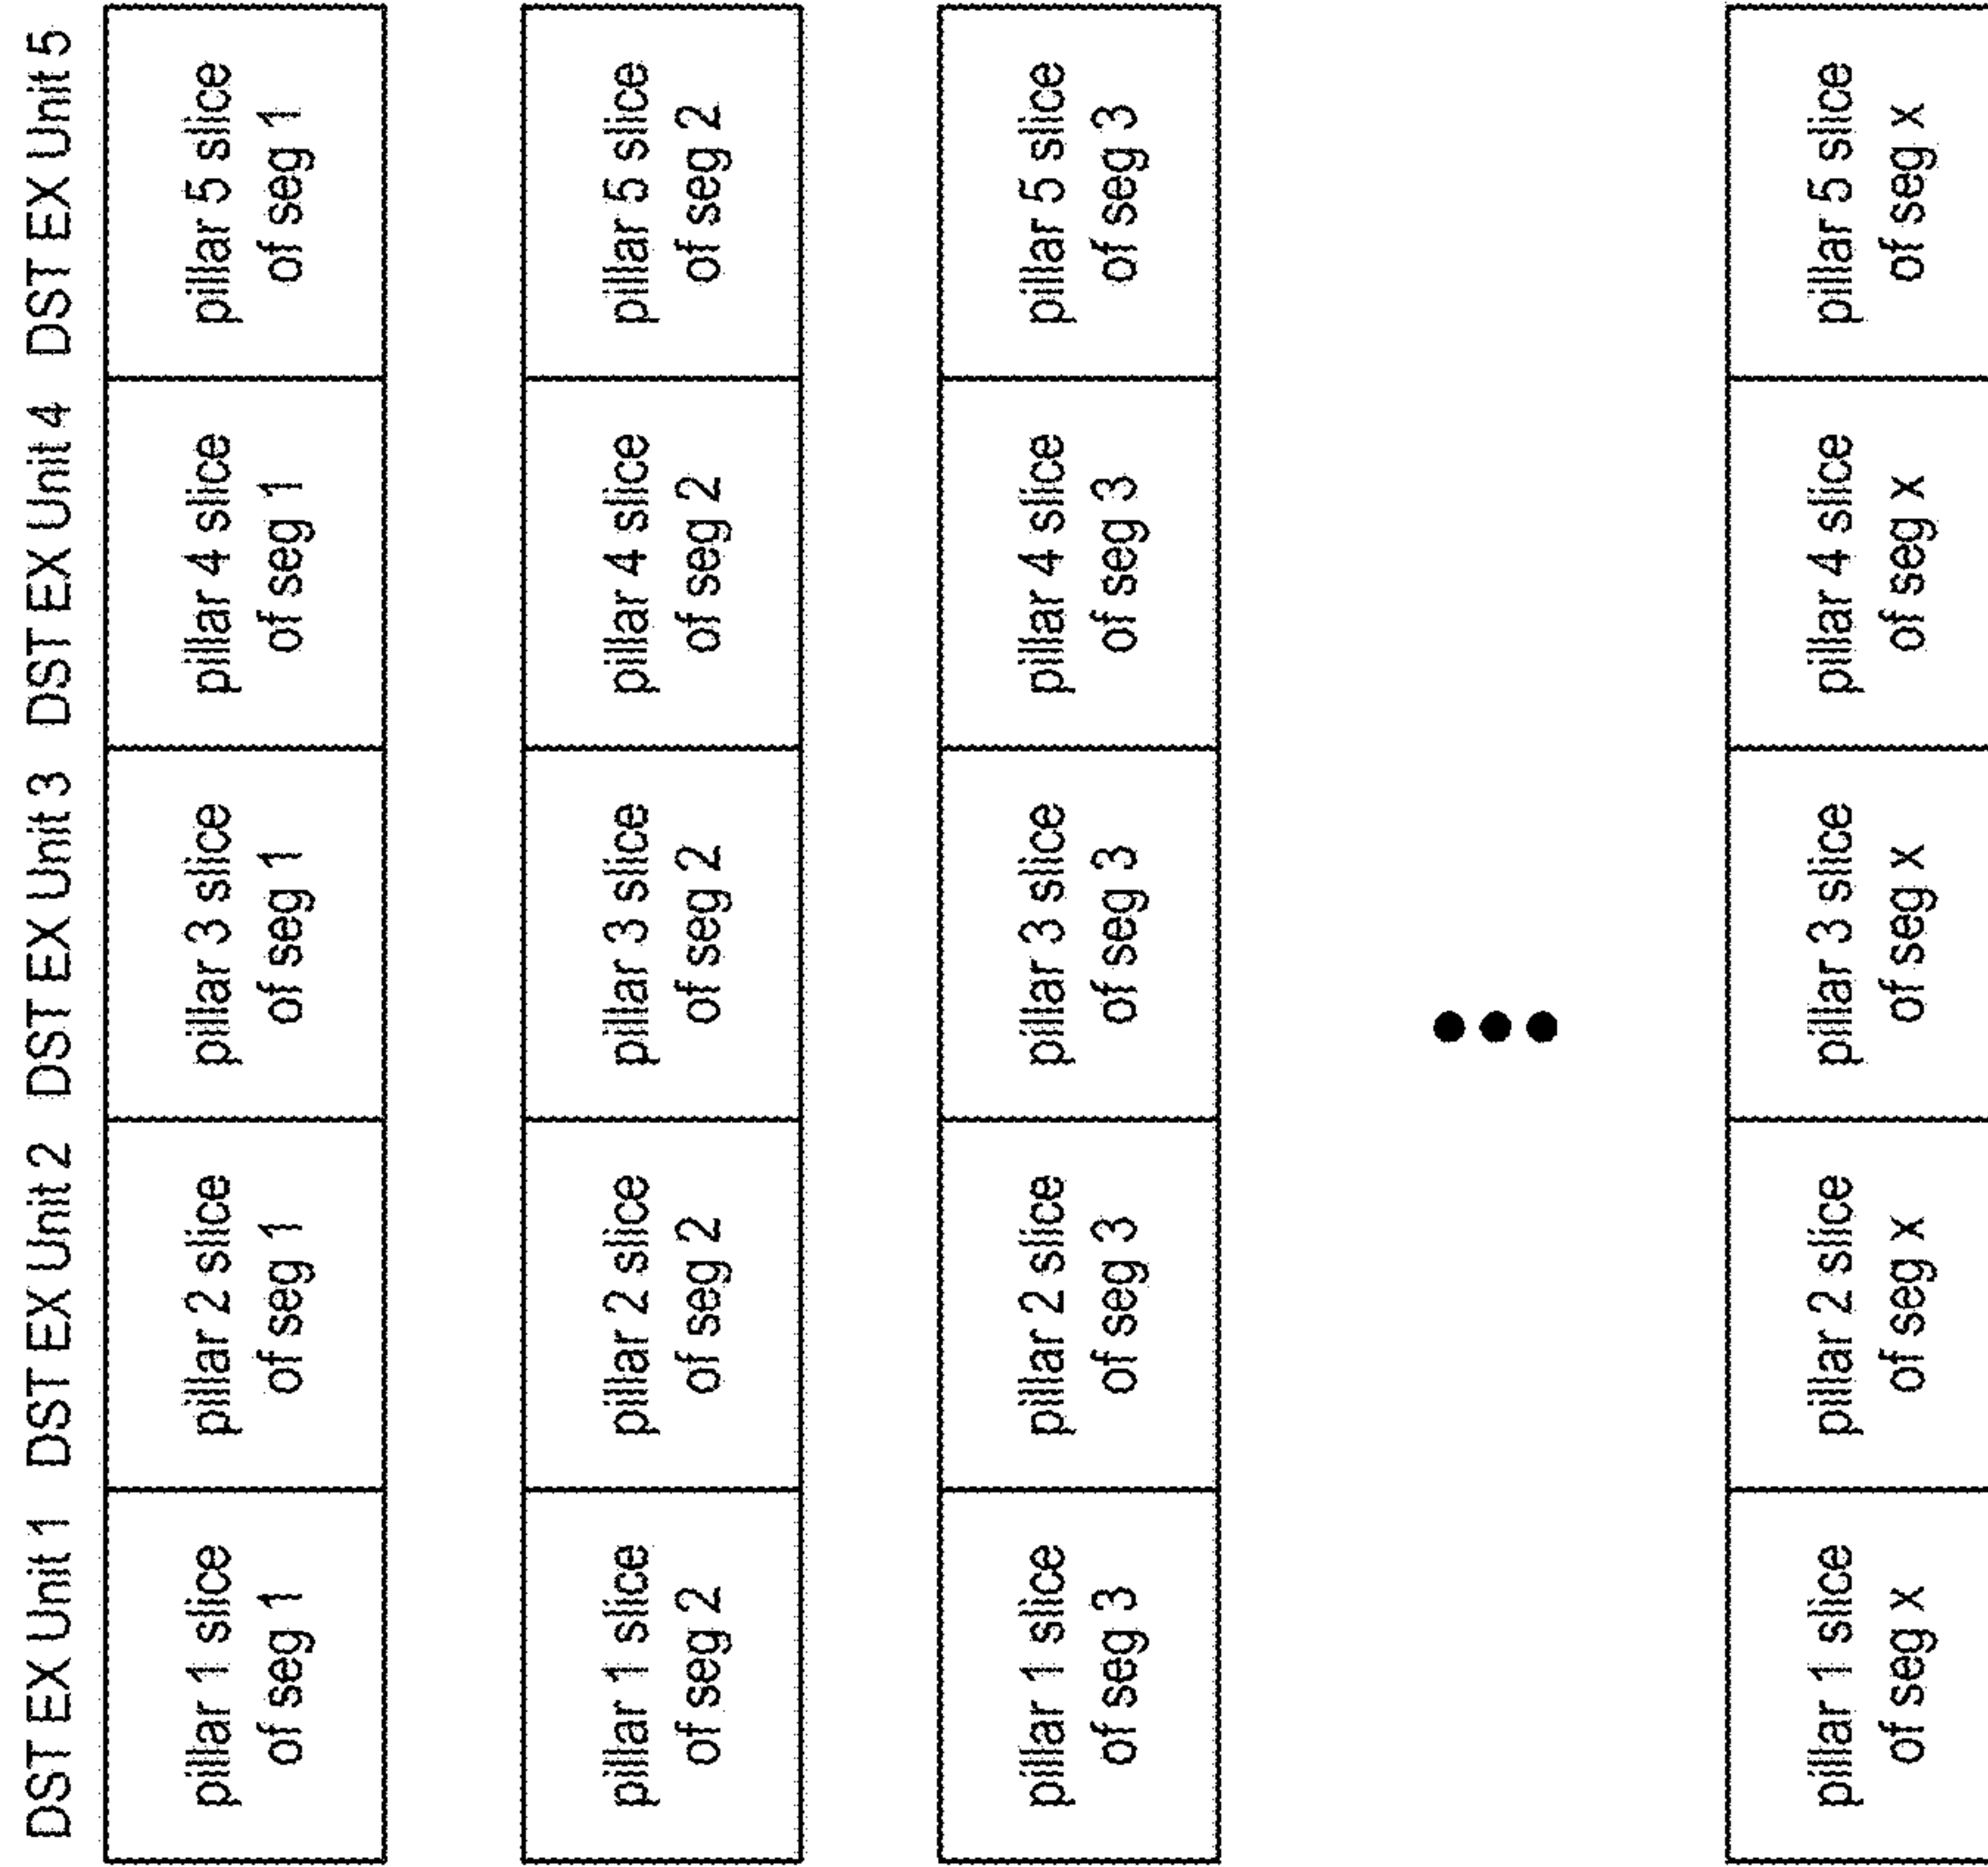 DST EX Unit 1 DST EX Unit 2 DST EX Unit 3 DST EX Unit 4 DST EX Unit 5
pillar 1 slice
of seg 1
pillar 2 slice
of seg 1
pillar 3 slice
of seg 1
pillar 4 slice
of seg 1
pillar 5 slice
of seg 1
pillar 1 slice
of seg 2
pillar 2 slice
of seg 2
pillar 3 slice
of seg 2
pillar 4 slice
of seg 2
pillar 5 slice
of seg 2
pillar 1 slice
of seg 3
pillar 2 slice
of seg 3
pillar 3 slice
of seg 3
pillar 4 slice
of seg 3
pillar 5 slice
of seg 3
pillar 1 slice
of seg x
pillar 2 slice
of seg x
pillar 3 slice
of seg x
pillar 4 slice
of seg x
pillar 5 slice
of seg x